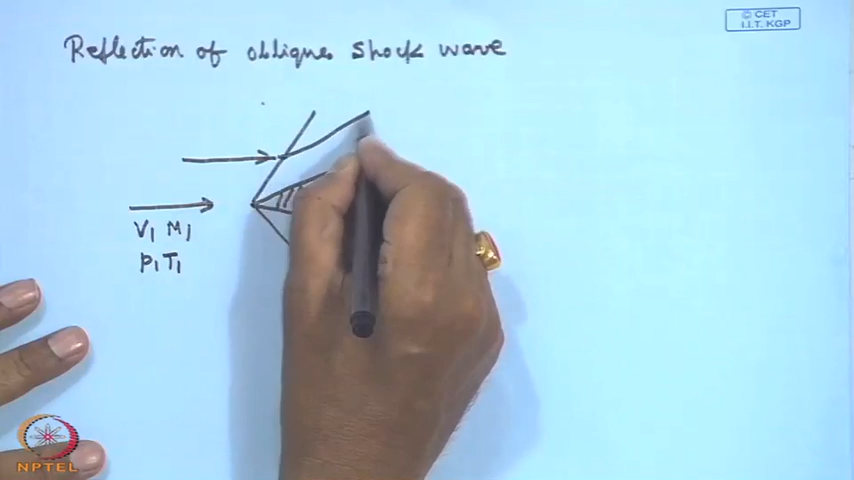 © CET
I.I.T. KGP
Reflection of oblique shock wave
V1 M1
P1 T1
NPTEL